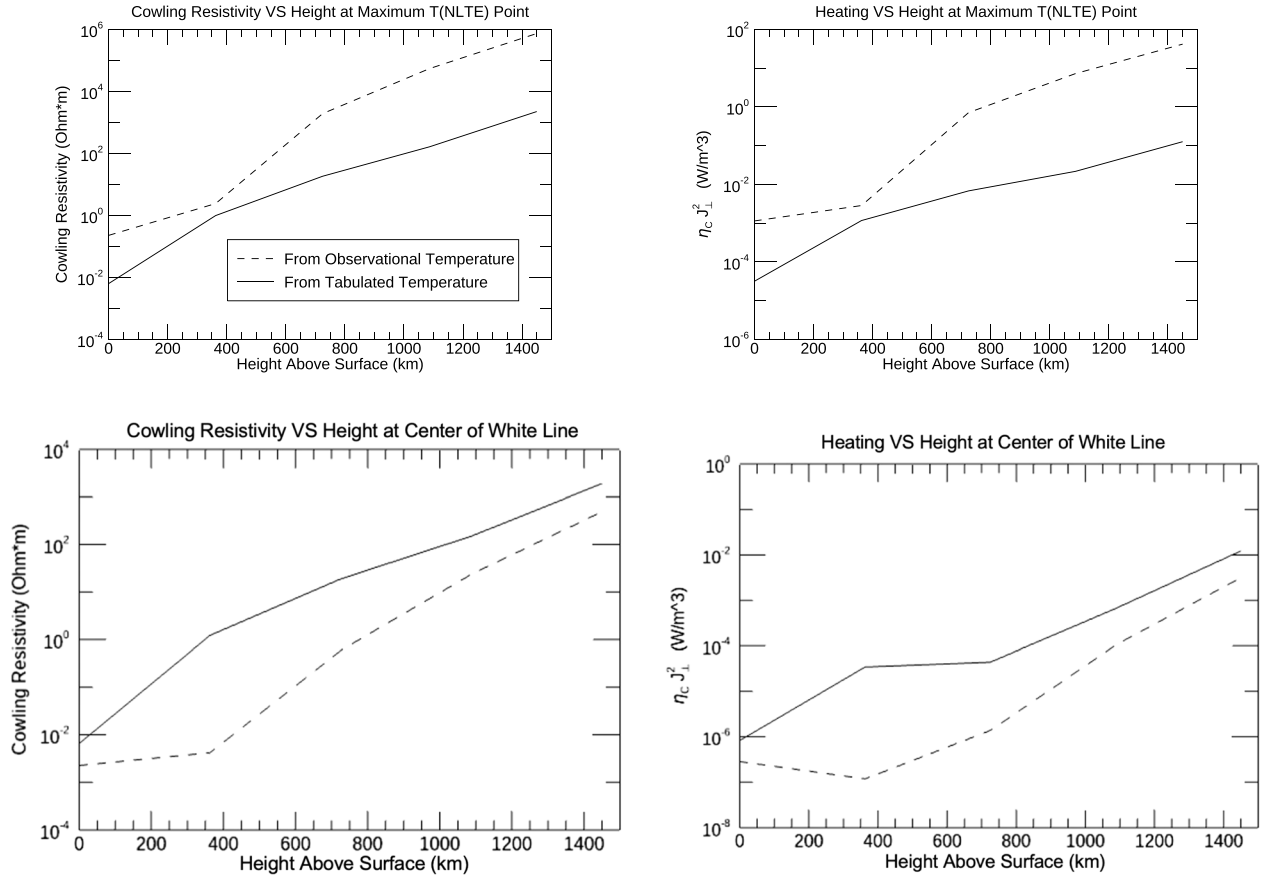 Cowling Resistivity VS Height at Maximum T(NLTE) Point
Cowling Resistivity (Ohm*m)
10^6
10^4
10^2
10^0
10^-2
10^-4
From Observational Temperature
From Tabulated Temperature
0 200 400 600 800 1000 1200 1400
Height Above Surface (km)
Heating VS Height at Maximum T(NLTE) Point
η_C J_⊥^2 (W/m^3)
10^2
10^0
10^-2
10^-4
10^-6
0 200 400 600 800 1000 1200 1400
Height Above Surface (km)
Cowling Resistivity VS Height at Center of White Line
Cowling Resistivity (Ohm*m)
10^4
10^2
10^0
10^-2
10^-4
0 200 400 600 800 1000 1200 1400
Height Above Surface (km)
Heating VS Height at Center of White Line
η_C J_⊥^2 (W/m^3)
10^0
10^-2
10^-4
10^-6
10^-8
0 200 400 600 800 1000 1200 1400
Height Above Surface (km)